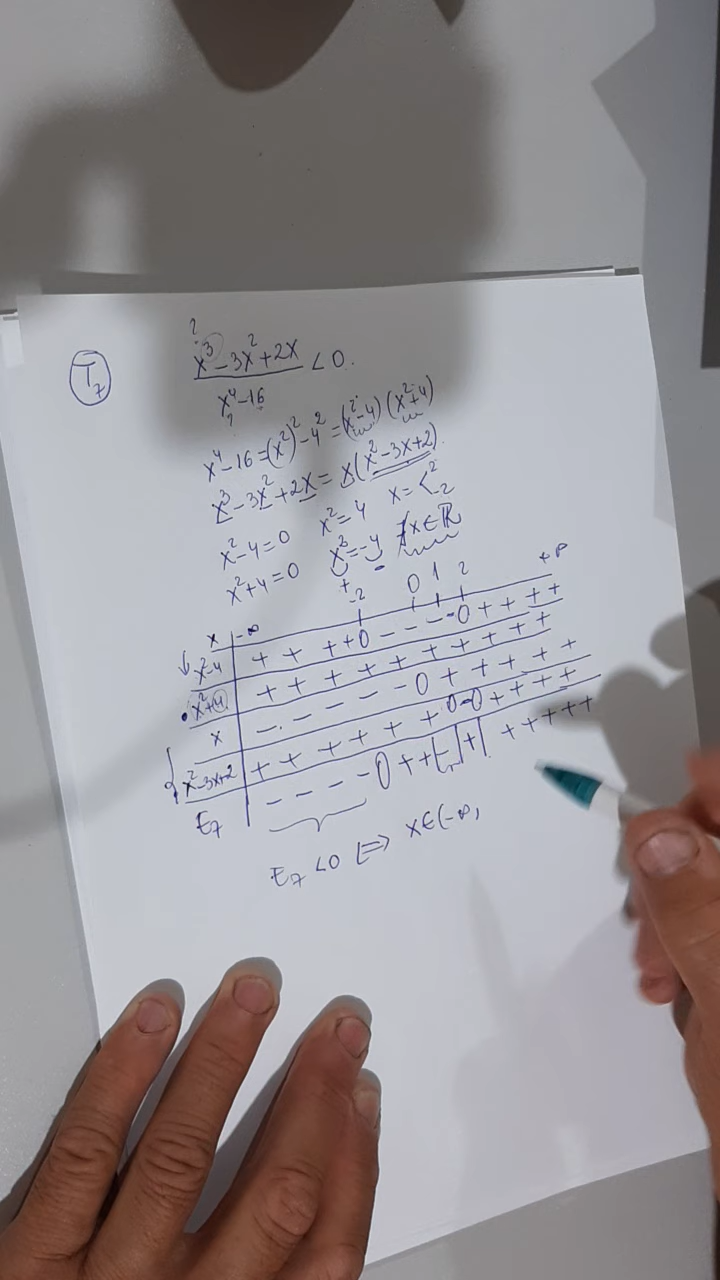 T₇
x³ - 3x² + 2x
x⁴ - 16
< 0.
x⁴ - 16 = (x²)² - 4² = (x² - 4)(x² + 4)
x³ - 3x² + 2x = x(x² - 3x + 2)
x² - 4 = 0 x² = 4 x = < 2 -2
x² + 4 = 0 x² = -4 x ∈ ℝ
x -∞ -2 0 1 2 +∞
x² - 4 + + + + 0 - - - - 0 + + + +
x² + 4 + + + + + + + + + +
x - - - - - - 0 + + + + + +
x² - 3x + 2 + + + + + + + 0 - 0 + + + +
E₇ - - - - 0 + + + | + + + + +
E₇ < 0 ⟺ x ∈ (-∞,